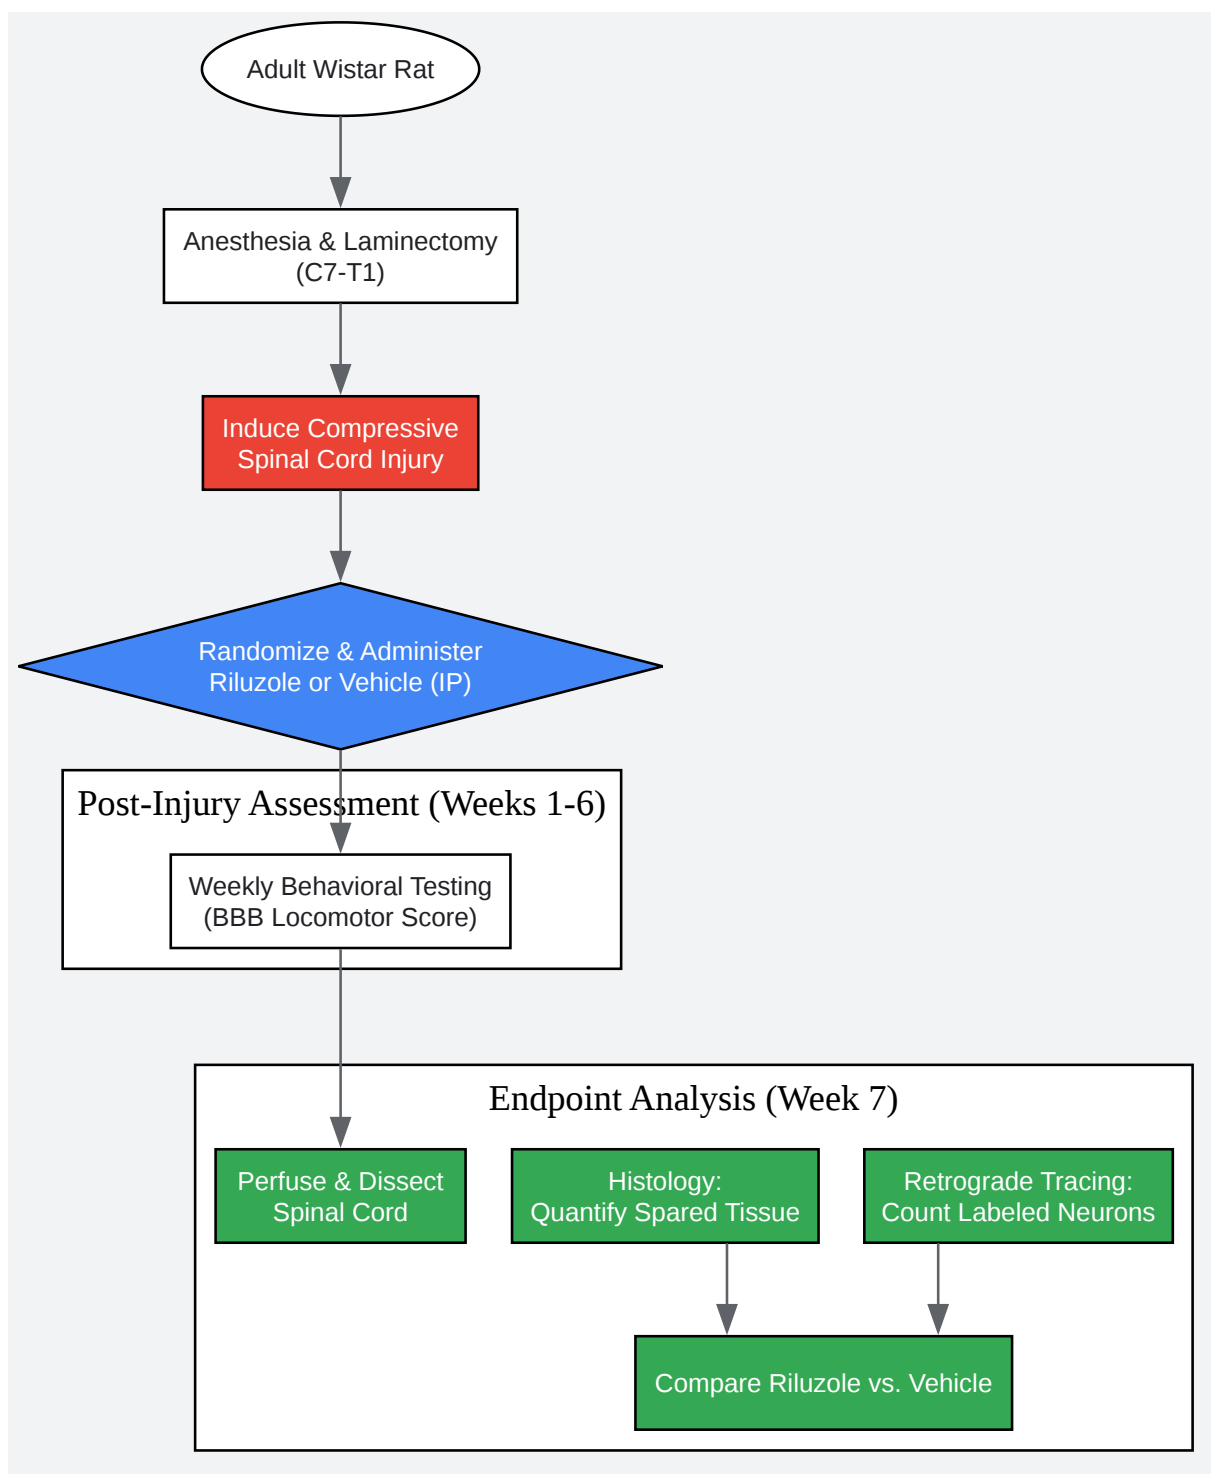 Adult Wistar Rat
Anesthesia & Laminectomy
(C7-T1)
Induce Compressive
Spinal Cord Injury
Randomize & Administer
Riluzole or Vehicle (IP)
Post-Injury Assessment (Weeks 1-6)
Weekly Behavioral Testing
(BBB Locomotor Score)
Endpoint Analysis (Week 7)
Perfuse & Dissect
Spinal Cord
Histology:
Quantify Spared Tissue
Retrograde Tracing:
Count Labeled Neurons
Compare Riluzole vs. Vehicle